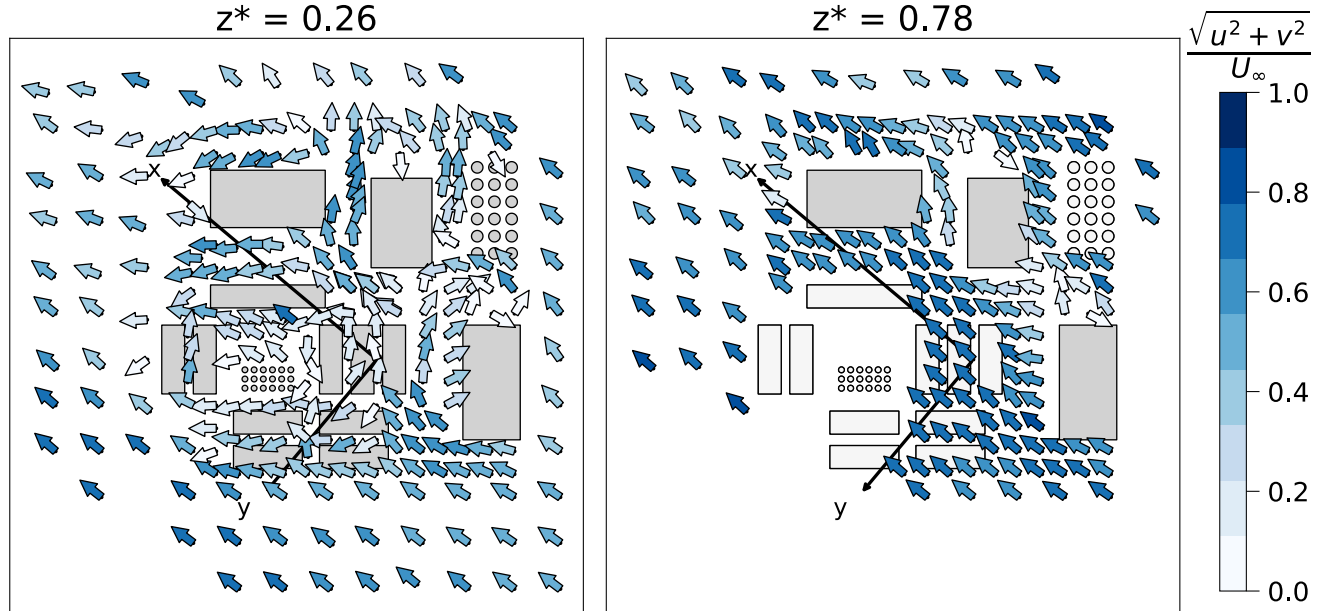 z* = 0.26
z* = 0.78
√(u² + v²)
U∞
1.0
0.8
0.6
0.4
0.2
0.0
x
y
x
y